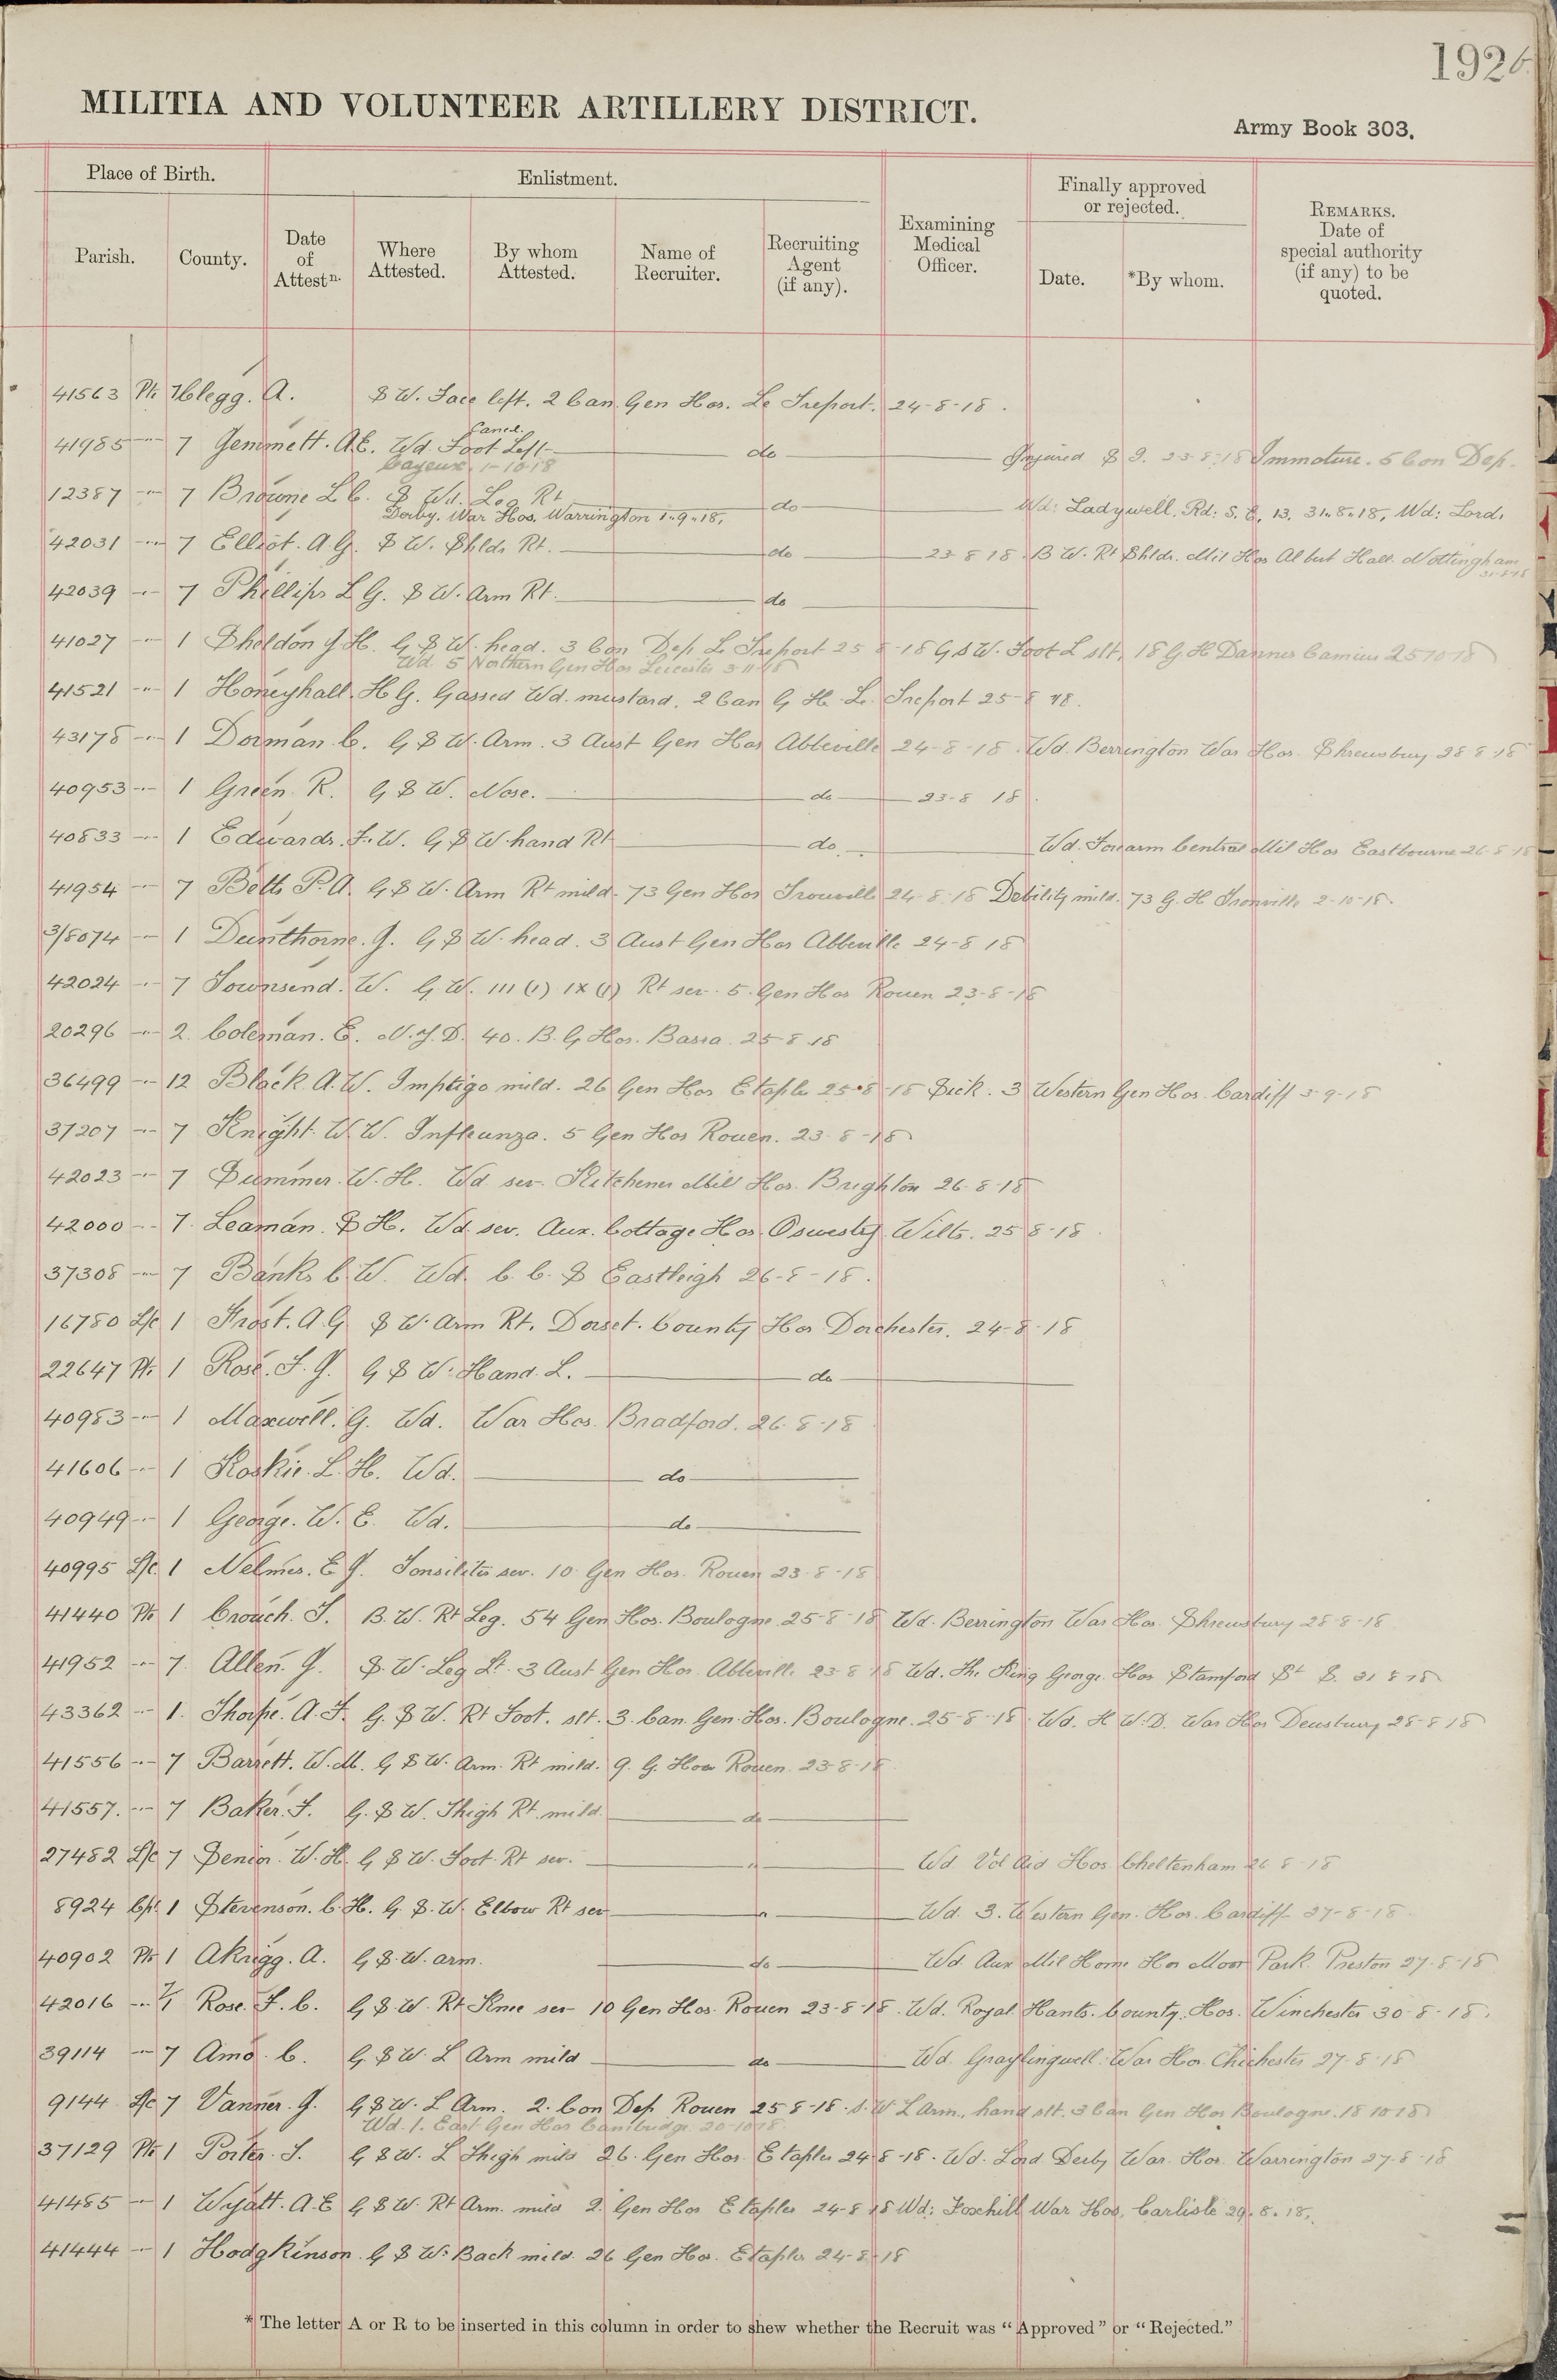 192
MILITIA AND VOLUNTEER ARTILLERY DISTRICT.
Army Book 303.
Place of Birth.
Enlistment.
Finally approved
or rejected.
REMARKS.
Date of
special authority
(if any) to be
quoted.
Parish.
County.
Date
of
Attestn.
Where
Attested.
By whom
Attested.
Name of
Recruiter.
Recruiting
Agent
(if any).
Examining
Medical
Officer.
Date.
*By whom.
41563 Pte Clegg. A. S W. Face left. 2 Can Gen Hos. Le Treport. 24-8-18.
Canel.
41985 -"- 7 Gemmett. A.E. Wd Foot Left do Injured S I. 23-8-18 Immature. 5 Con Dep.
Cayeux 1-10-18
12387 -"- 7 Browne L C. S Wd. Leg Rt do Wd: Ladywell. Rd: S. E. 13. 31.8.18, Wd: Lord.
Derby. War Hos. Warrington 1.9.18.
42031 -"- 7 Elliot. A.G. S W. Shldr Rt. do 23 8 18 B W. Rt Shldr. Mil Hos Albert Hall. Nottingham
31-8-18
42039 -"- 7 Phillips L G. S W. Arm Rt. do
41027 -"- 1 Sheldon J H. G S W. head. 3 Con Dep Le Treport 25 8-18 G S W. Foot L slt, 18 G H Dannes Camiers 25 10 18
Wd. 5 Northern Gen Hos Leicester 3 11 18
41521 -"- 1 Honeyhall. H G. Gassed Wd. mustard. 2 Can G H. Le Treport 25-8 18.
43178 -"- 1 Dorman. C. G S W. Arm. 3 Aust Gen Hos Abbeville 24-8-18. Wd. Berrington War Hos. Shrewsbury 28 8 18
40953 -"- 1 Green R. G S W. Nose. do 23-8 18.
40833 -"- 1 Edwards. F. W. G S W. hand Rt do Wd. Forearm Central Mil Hos Eastbourne 26-8-18
41954 -"- 7 Betts P. A. G S W. Arm Rt mild. 73 Gen Hos Trouville 24-8-18 Debility mild. 73 G. H Trouville 2-10-18.
3/8074 -"- 1 Deunthorne. J. G S W. head. 3 Aust Gen Hos Abbeville 24-8 18
42024 -"- 7 Townsend. W. G. W. III (1) IX (1) Rt sev. 5. Gen Hos Rouen 23-8-18
20296 -"- 2 Coleman. E. N.Y.D. 40. B. G Hos. Basra. 25 8 18
36499 -"- 12 Black A. W. Imptigo mild. 26 Gen Hos Etaples 25-8-18 Sick. 3 Western Gen Hos. Cardiff 5-9-18
37207 -"- 7 Knight W. W. Influenza. 5 Gen Hos Rouen. 23-8-18
42023 -"- 7 Summer. W. H. Wd sev. Kitchener Mil Hos. Brighton 26-8-18
42000 -"- 7 Leaman. S H. Wd. sev. Aux. Cottage Hos. Oswesty. Wilts. 25 8-18.
37308 -"- 7 Banks C. W. Wd. C. C. S Eastleigh 26-8-18.
16780 L/c 1 Frost. A. G S W. Arm Rt. Dorset. County Hos Dorchester. 24-8-18
22647 Pte 1 Rose. F. J. G S W. Hand. L. do
40983 -"- 1 Maxwell. G. Wd. War Hos. Bradford. 26-8-18
41606 -"- 1 Koskie. L. H. Wd. do
40949 -"- 1 George. W. E. Wd. do
40995 L/c 1 Nelmes. E J. Tonsilitis sev. 10 Gen Hos. Rouen 23-8-18
41440 Pte 1 Crouch. S. B. W. Rt Leg. 54 Gen Hos. Boulogne. 25-8-18 Wd. Berrington War Hos. Shrewsbury 28-8-18
41952 -"- 7 Allen. J. S. W. Leg Lt. 3 Aust Gen Hos. Abbeville 23-8 18 Wd. The King George. Hos Stamford St S. 31 8 18
43362 -"- 1. Thorpe. A. F. G. S W. Rt Foot. slt. 3. Can. Gen. Hos. Boulogne. 25-8-18. Wd. H W. D. War Hos Deusbury 28-8 18
41556 -"- 7 Barrett. W. M. G S W. Arm. Rt mild. 9. G. Hos Rouen. 23-8-18
41557. -"- 7 Baker. F. G. S W. Thigh Rt. mild. do
27482 L/c 7 Senior. W. H. G S W. Foot. Rt sev. " Wd. Vol Aid Hos Cheltenham 26 8-18
8924 Cpl 1 Stevenson. C. H. G. S. W. Elbow Rt sev " Wd. 3. Western Gen. Hos. Cardiff 27-8-18.
40902 Pte 1 Akrigg. A. G S. W. arm. do Wd Aux Mil Home Hos Moor Park Preston 27-8-18
42016 -"- 7/1 Rose. F. C. G S W. Rt Knee sev 10 Gen Hos. Rouen 23-8-18. Wd. Royal. Hants. County. Hos. Winchester 30-8-18.
39114 -"- 7 Amo. C. G S W. L Arm mild do Wd. Graylingwell. War Hos. Chichester 27-8-18
9144 L/c 7 Vanner. J. G S W. L Arm. 2. Con Dep Rouen 25-8-18. S. W L Arm, hand slt. 3 Can Gen Hos Boulogne. 18 10 18
Wd. 1. East Gen Hos Cambridge 20-10-18.
37129 Pte 1 Porter. S. G S W. L Thigh mild 26. Gen Hos Etaples 24-8-18. Wd. Lord Derby War. Hos. Warrington 27-8-18
41485 -"- 1 Wyatt. A. E G S W. Rt Arm. mild 2 Gen Hos Etaples 24-8 18 Wd: Fosehill War Hos. Carlisle 29.8.18.
41444 -"- 1 Hodgkinson. G S W. Back mild. 26 Gen Hos. Etaples 24-8-18
* The letter A or R to be inserted in this column in order to shew whether the Recruit was "Approved" or "Rejected."